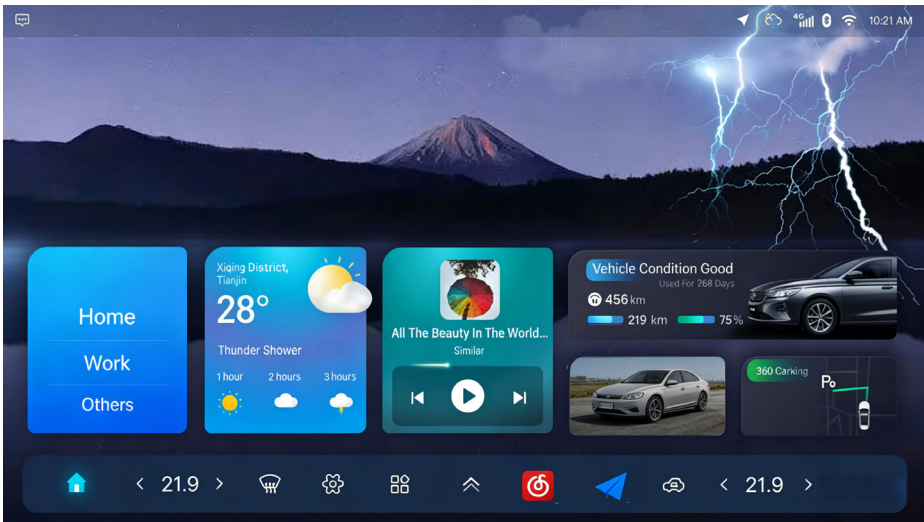 4G
10:21 AM
Home
Work
Others
Xiqing District,
Tianjin
28°
Thunder Shower
1 hour 2 hours 3 hours
All The Beauty In The World...
Similar
Vehicle Condition Good
Used For 268 Days
456 km
219 km 75%
360 Carking
P
< 21.9 >
< 21.9 >